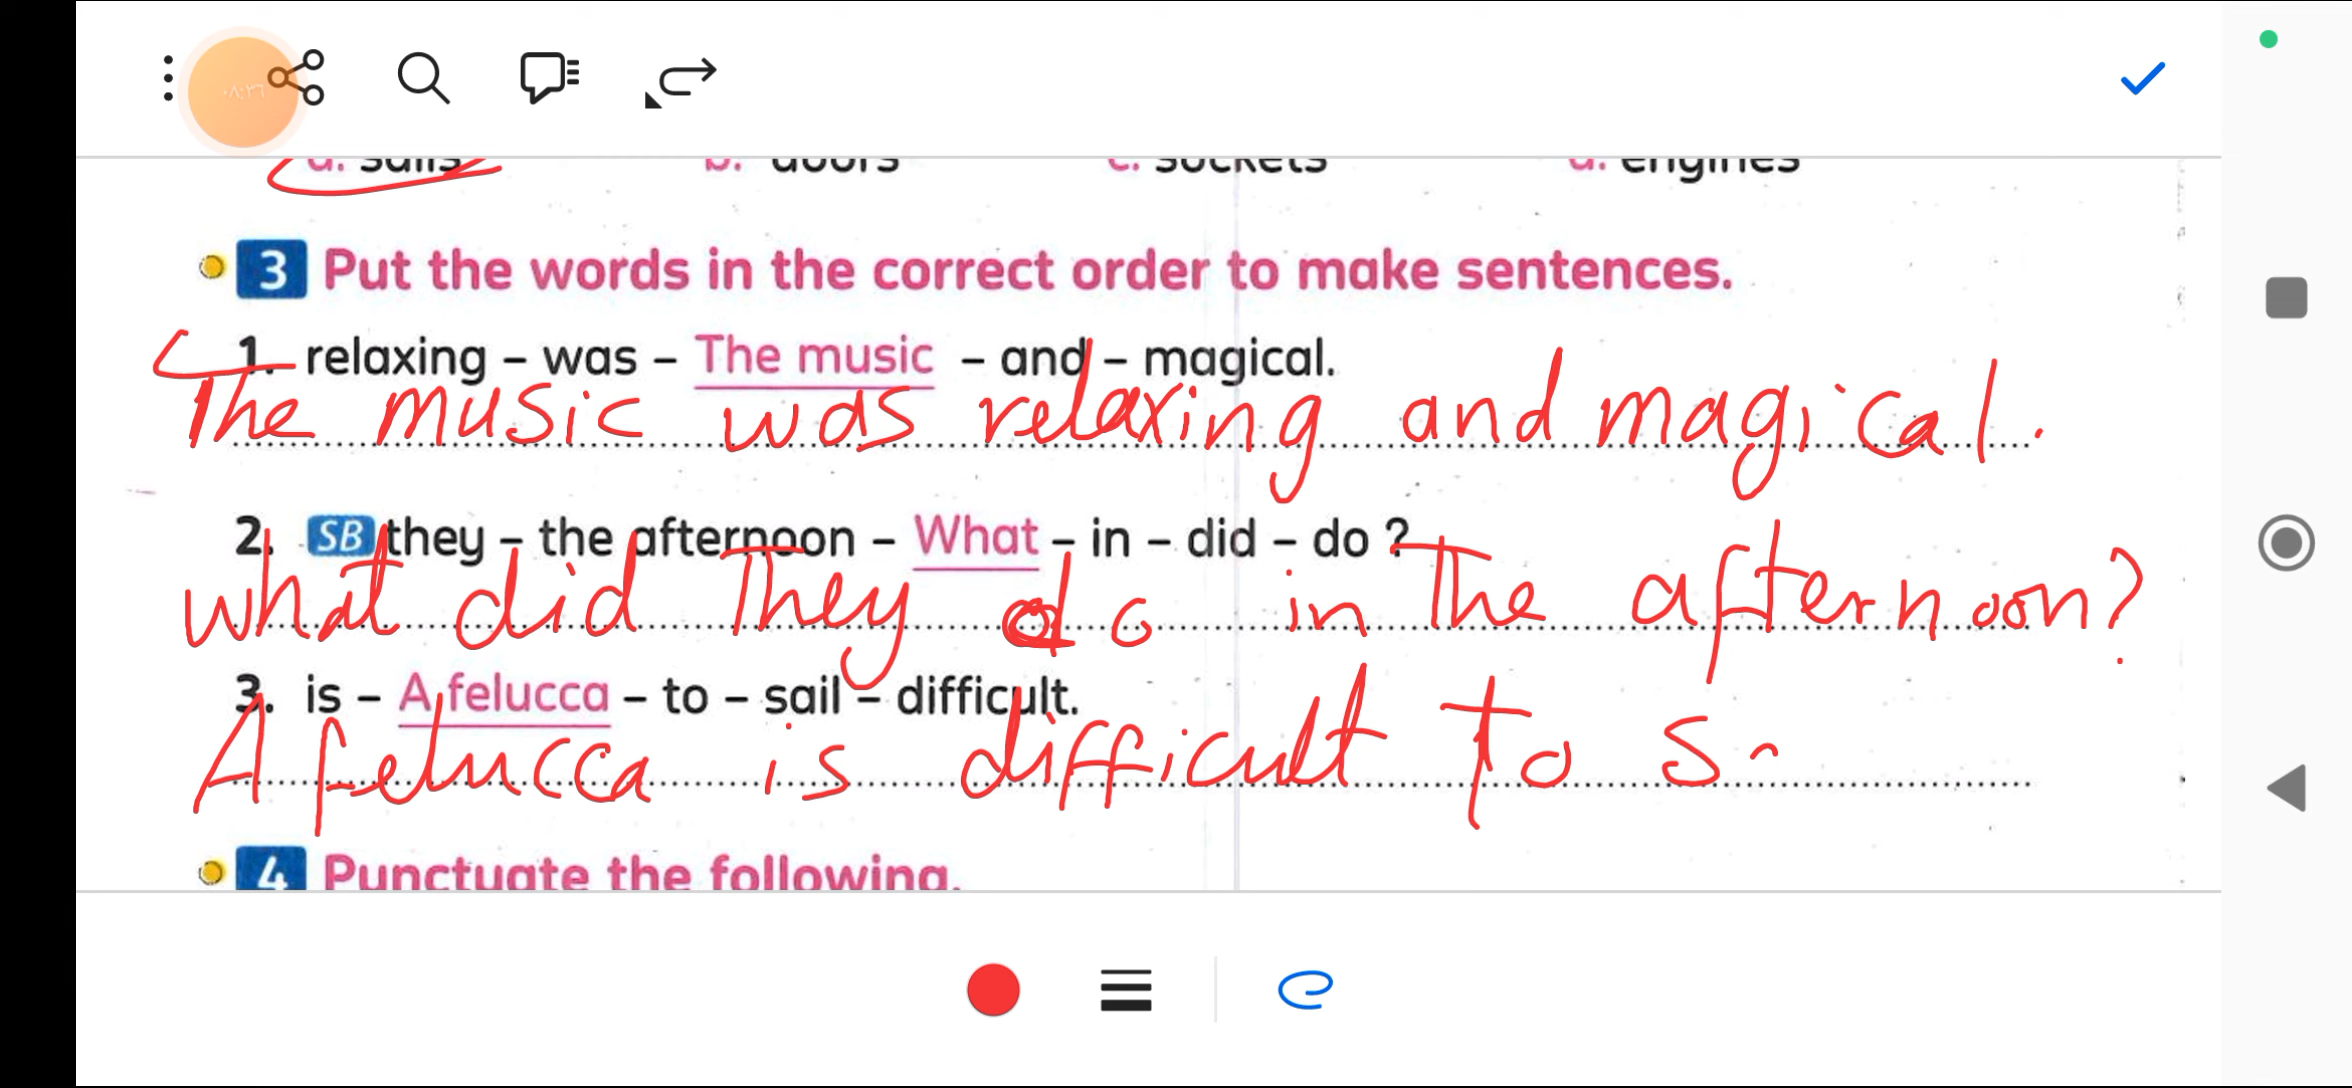 ٠٨:٣٦
a. sails b. doors c. sockets d. engines
3 Put the words in the correct order to make sentences.
1. relaxing – was – The music – and – magical.
The music was relaxing and magical.
2. SB they – the afternoon – What – in – did – do ?
what did They do in The afternoon?
3. is – A felucca – to – sail – difficult.
A felucca is difficult to s
4 Punctuate the following.